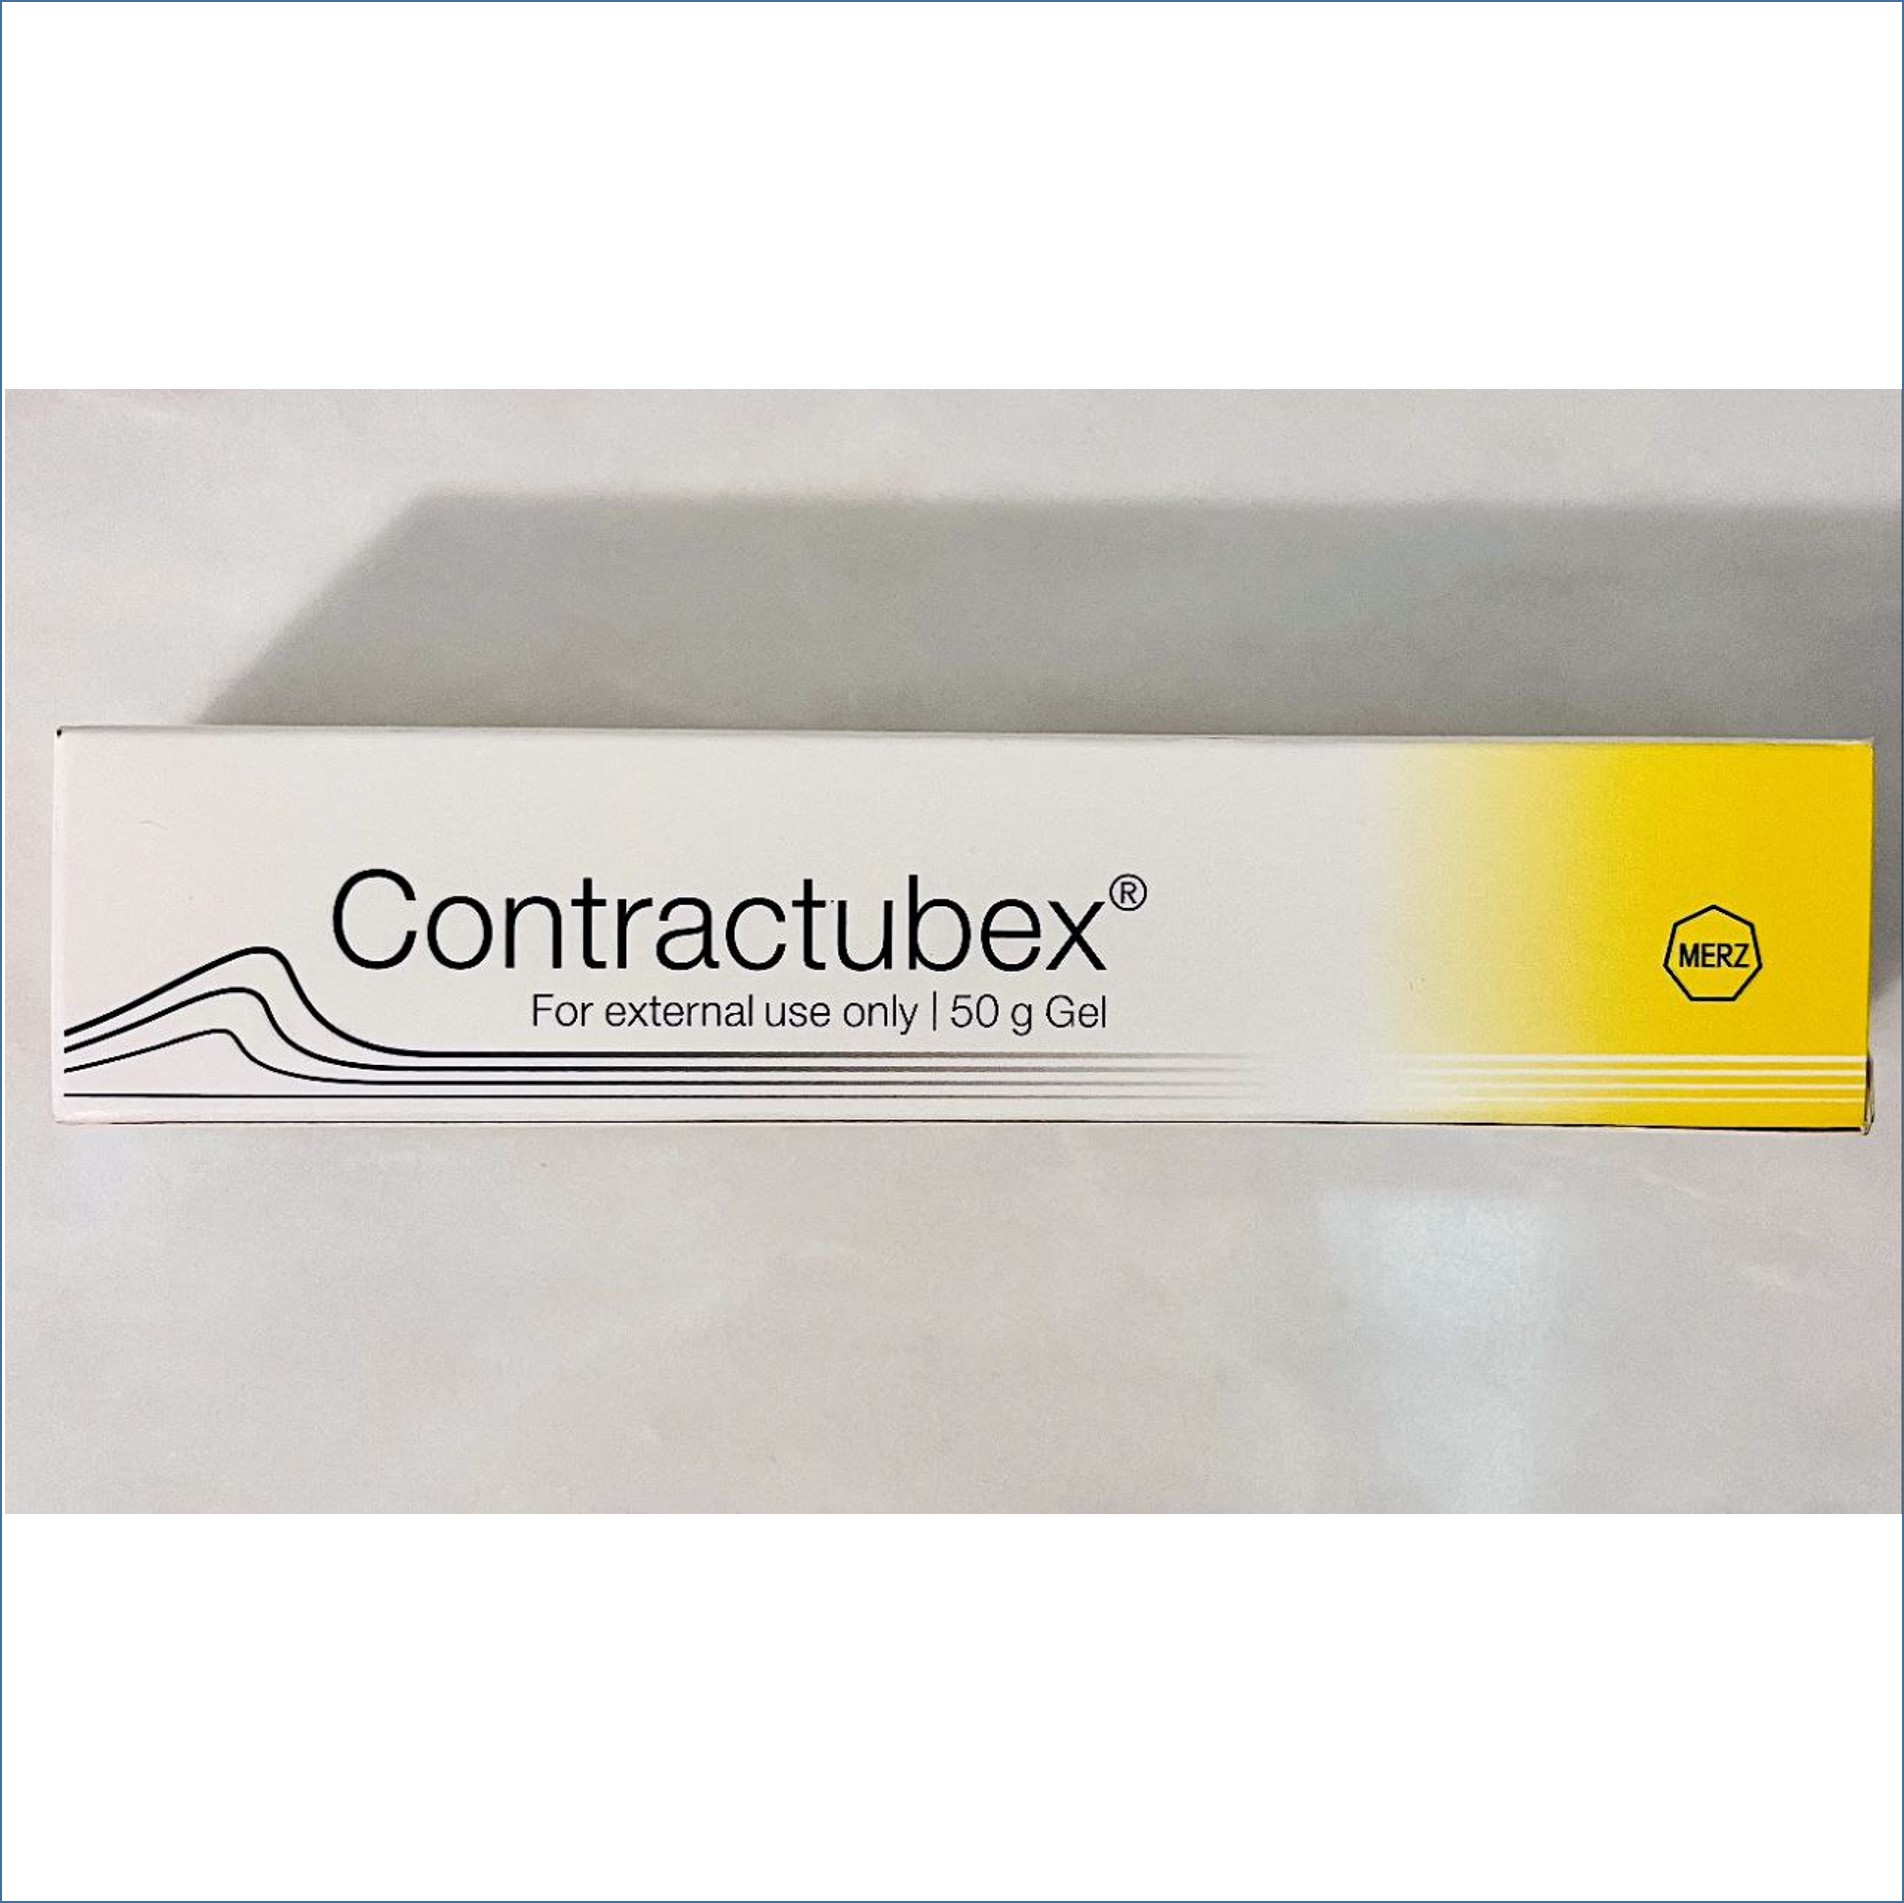 Contractubex®
For external use only | 50 g Gel
MERZ